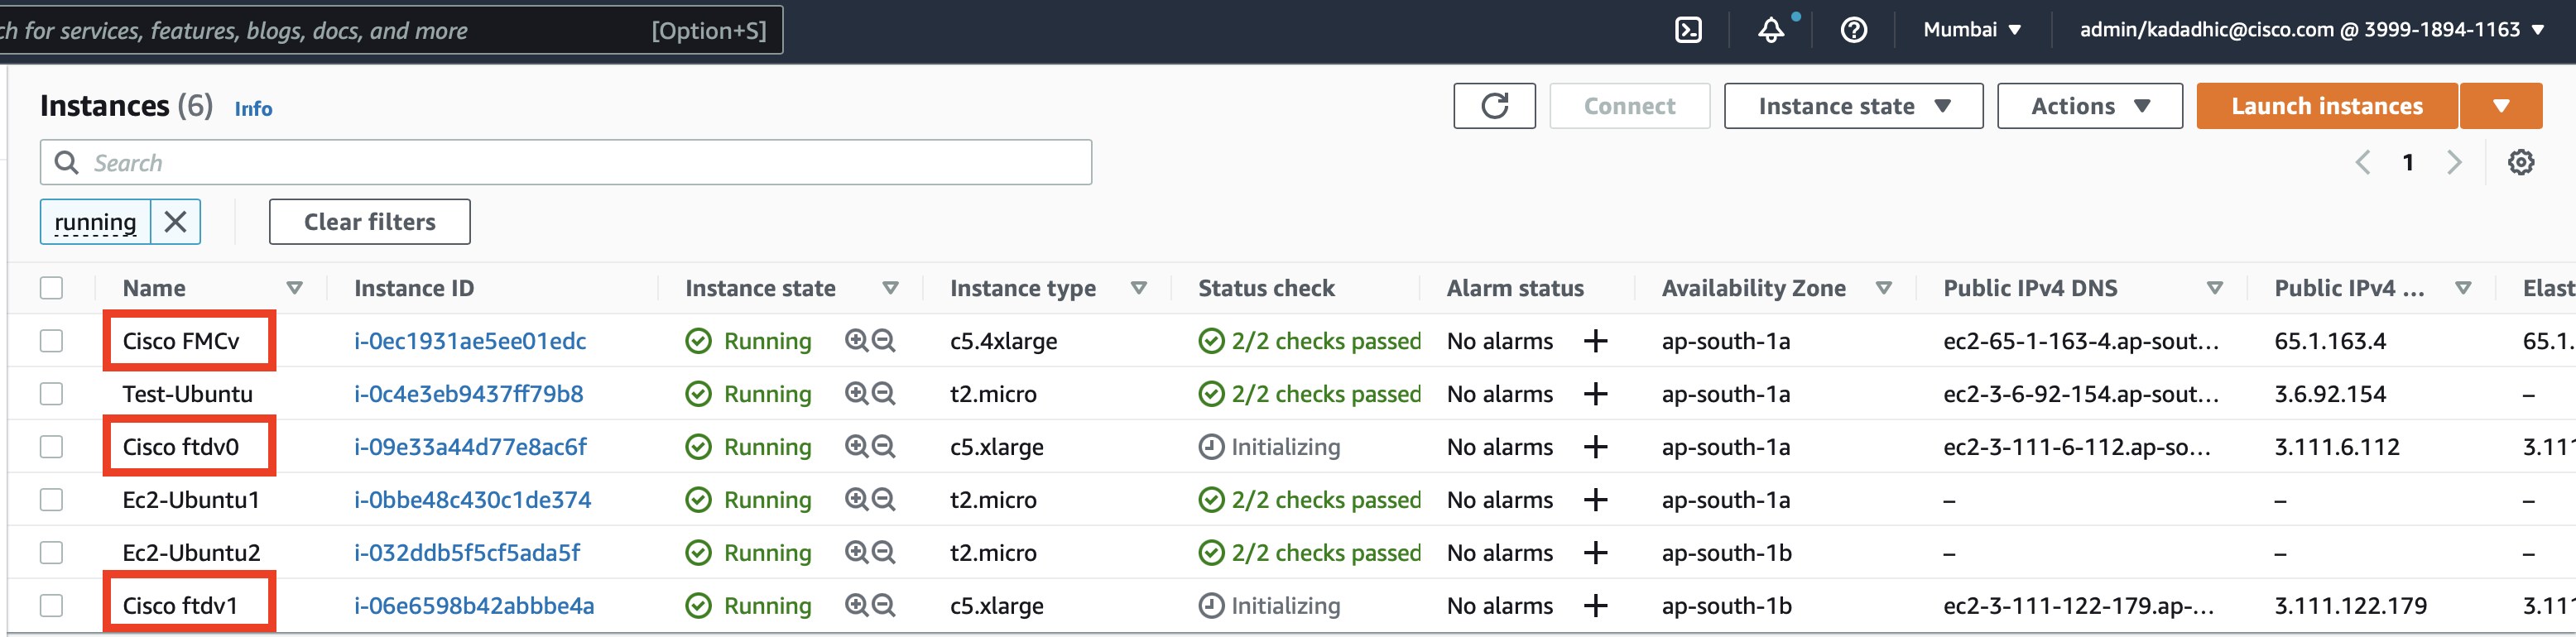 ch for services, features, blogs, docs, and more [Option+S] Mumbai ▼ admin/kadadhic@cisco.com @ 3999-1894-1163 ▼
Instances (6) Info Connect Instance state ▼ Actions ▼ Launch instances ▼
Search 1
running Clear filters
Name Instance ID Instance state Instance type Status check Alarm status Availability Zone Public IPv4 DNS Public IPv4 ... Elast
Cisco FMCv i-0ec1931ae5ee01edc Running c5.4xlarge 2/2 checks passed No alarms + ap-south-1a ec2-65-1-163-4.ap-sout... 65.1.163.4 65.1.
Test-Ubuntu i-0c4e3eb9437ff79b8 Running t2.micro 2/2 checks passed No alarms + ap-south-1a ec2-3-6-92-154.ap-sout... 3.6.92.154 –
Cisco ftdv0 i-09e33a44d77e8ac6f Running c5.xlarge Initializing No alarms + ap-south-1a ec2-3-111-6-112.ap-so... 3.111.6.112 3.111
Ec2-Ubuntu1 i-0bbe48c430c1de374 Running t2.micro 2/2 checks passed No alarms + ap-south-1a – – –
Ec2-Ubuntu2 i-032ddb5f5cf5ada5f Running t2.micro 2/2 checks passed No alarms + ap-south-1b – – –
Cisco ftdv1 i-06e6598b42abbbe4a Running c5.xlarge Initializing No alarms + ap-south-1b ec2-3-111-122-179.ap-... 3.111.122.179 3.111